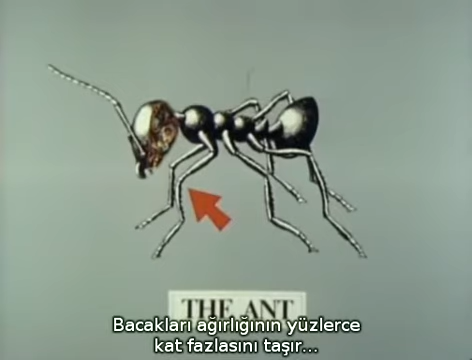 THE ANT
Bacakları ağırlığının yüzlerce
kat fazlasını taşır...